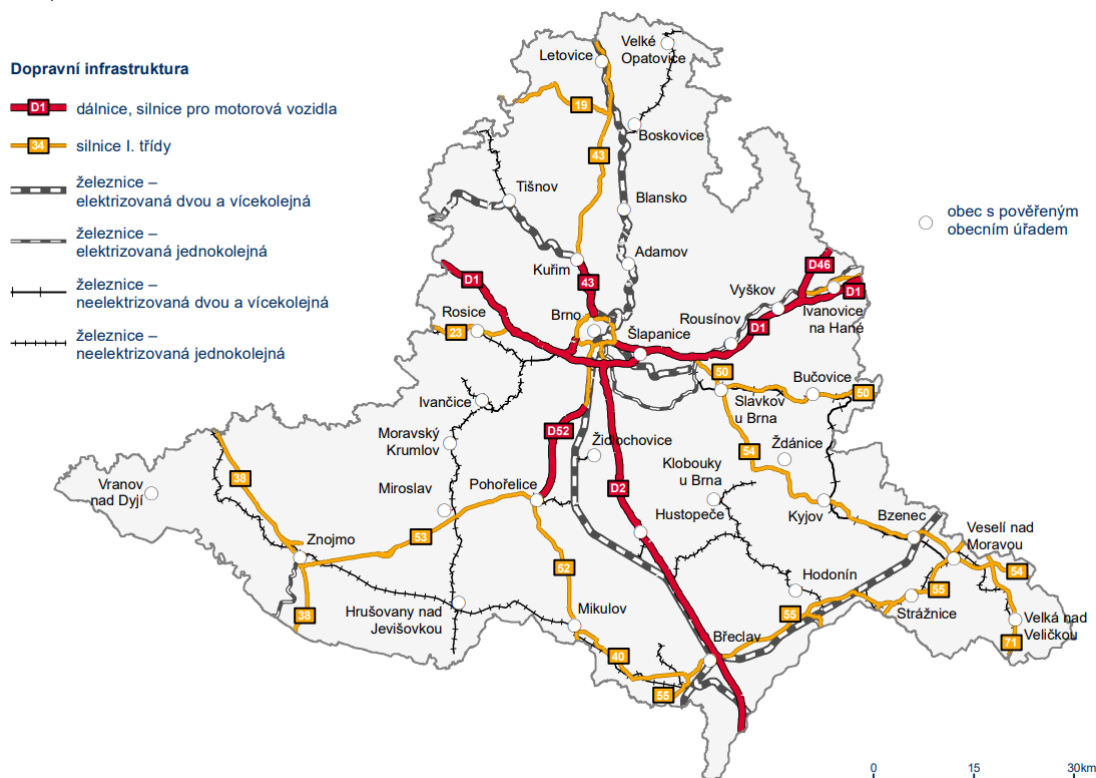 Dopravní infrastruktura
D1
dálnice, silnice pro motorová vozidla
34
silnice I. třídy
železnice –
elektrizovaná dvou a vícekolejná
železnice –
elektrizovaná jednokolejná
železnice –
neelektrizovaná dvou a vícekolejná
železnice –
neelektrizovaná jednokolejná
obec s pověřeným
obecním úřadem
Letovice
Velké
Opatovice
19
Boskovice
43
Tišnov
Blansko
Kuřim
Adamov
D1
43
D46
D1
Vyškov
Ivanovice
na Hané
Rosice
23
Brno
Šlapanice
Rousínov
D1
50
Bučovice
50
Slavkov
u Brna
Ivančice
Moravský
Krumlov
D52
Židlochovice
54
Ždánice
Klobouky
u Brna
Vranov
nad Dyjí
38
Miroslav
Pohořelice
D2
Hustopeče
Kyjov
Bzenec
Veselí nad
Moravou
Znojmo
53
52
Hodonín
54
55
Strážnice
38
Hrušovany nad
Jevišovkou
Mikulov
55
Velká nad
Veličkou
71
Břeclav
40
55
0
15
30km